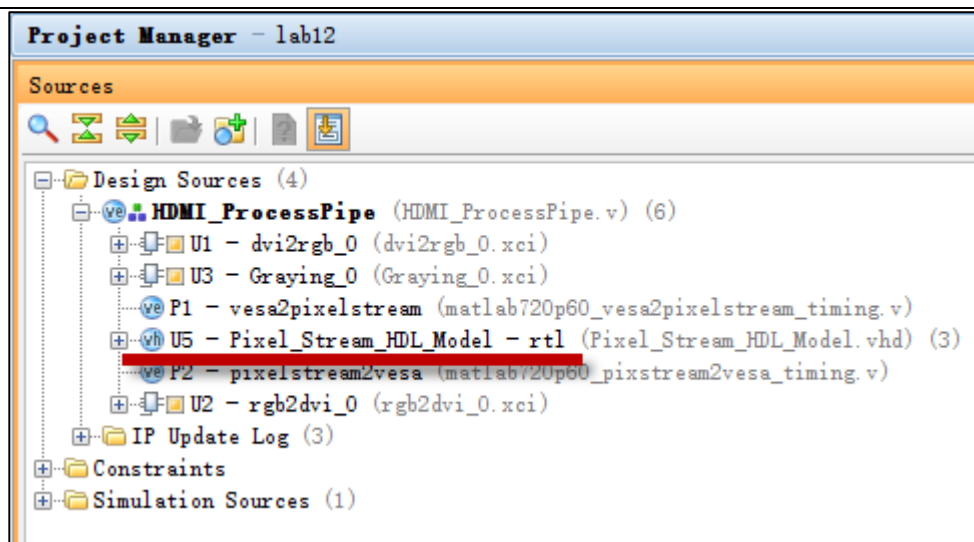 Project Manager - lab12
Sources
Design Sources (4)
HDMI_ProcessPipe (HDMI_ProcessPipe.v) (6)
U1 - dvi2rgb_0 (dvi2rgb_0.xci)
U3 - Graying_0 (Graying_0.xci)
P1 - vesa2pixelstream (matlab720p60_vesa2pixelstream_timing.v)
U5 - Pixel_Stream_HDL_Model - rtl (Pixel_Stream_HDL_Model.vhd) (3)
P2 - pixelstream2vesa (matlab720p60_pixstream2vesa_timing.v)
U2 - rgb2dvi_0 (rgb2dvi_0.xci)
IP Update Log (3)
Constraints
Simulation Sources (1)